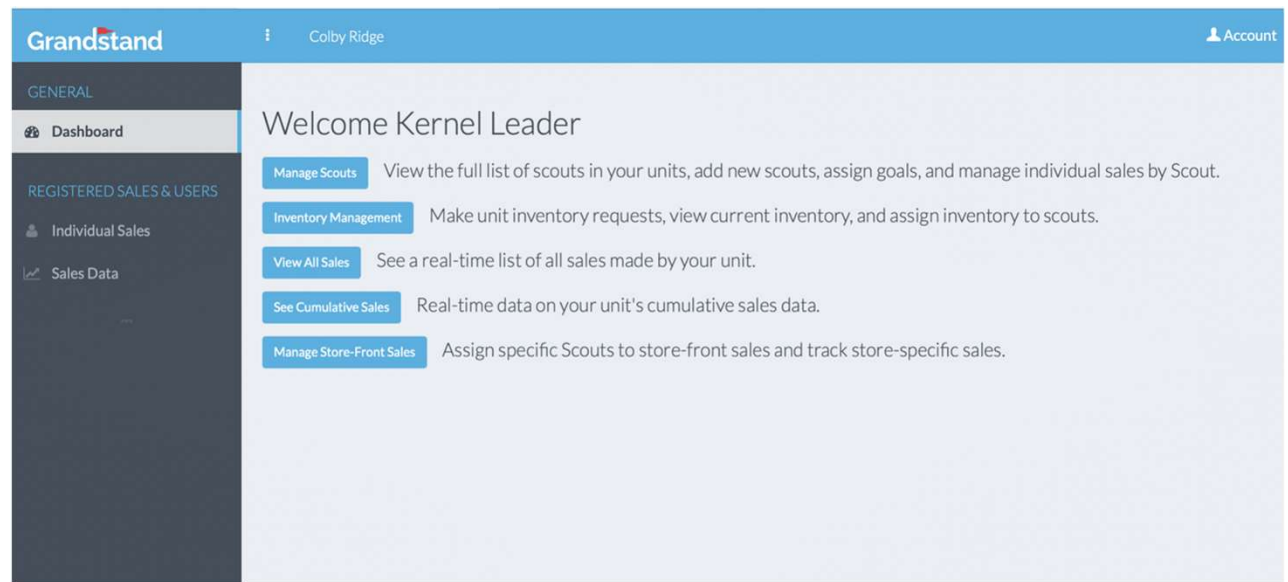 Grandstand
Colby Ridge
Account
GENERAL
Dashboard
REGISTERED SALES & USERS
Individual Sales
Sales Data
Welcome Kernel Leader
Manage Scouts View the full list of scouts in your units, add new scouts, assign goals, and manage individual sales by Scout.
Inventory Management Make unit inventory requests, view current inventory, and assign inventory to scouts.
View All Sales See a real-time list of all sales made by your unit.
See Cumulative Sales Real-time data on your unit's cumulative sales data.
Manage Store-Front Sales Assign specific Scouts to store-front sales and track store-specific sales.